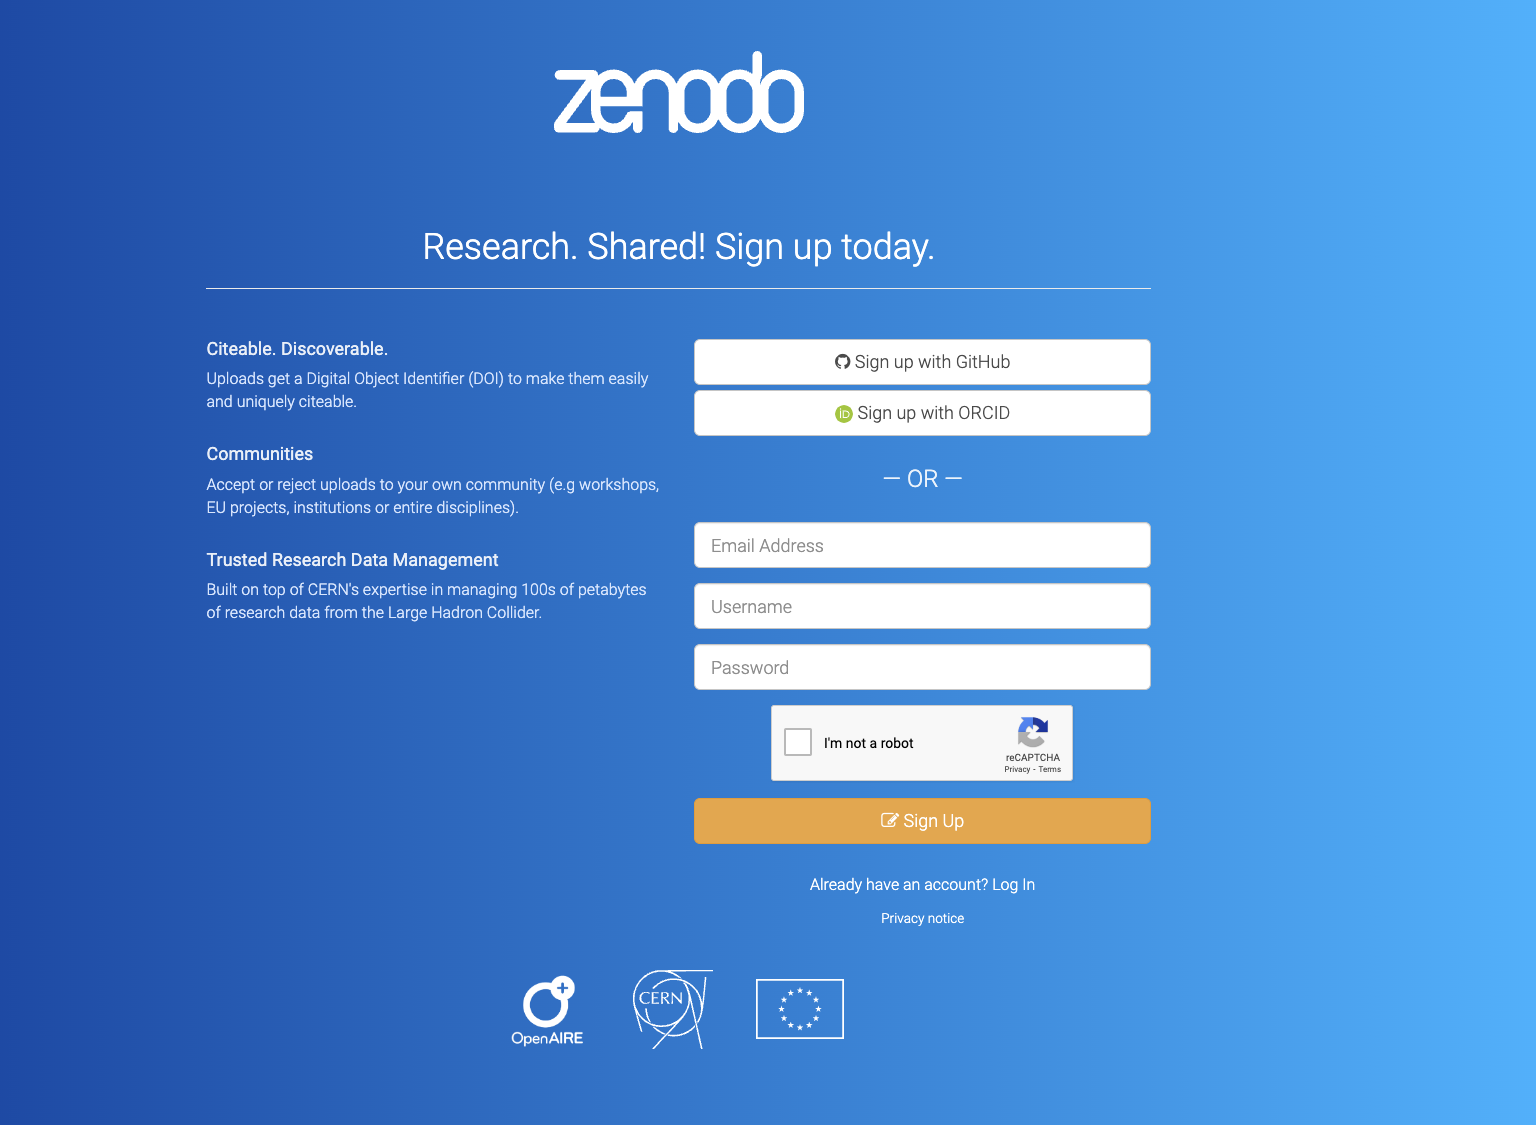 zenodo
Research. Shared! Sign up today.
Citeable. Discoverable.
Uploads get a Digital Object Identifier (DOI) to make them easily
and uniquely citeable.
Communities
Accept or reject uploads to your own community (e.g workshops,
EU projects, institutions or entire disciplines).
Trusted Research Data Management
Built on top of CERN's expertise in managing 100s of petabytes
of research data from the Large Hadron Collider.
Sign up with GitHub
iD Sign up with ORCID
— OR —
Email Address
Username
Password
I'm not a robot
reCAPTCHA
Privacy - Terms
Sign Up
Already have an account? Log In
Privacy notice
OpenAIRE
CERN